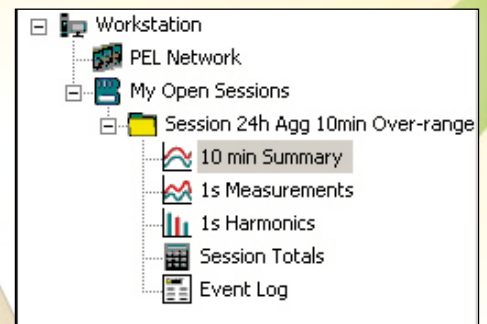 Workstation
PEL Network
My Open Sessions
Session 24h Agg 10min Over-range
10 min Summary
1s Measurements
1s Harmonics
Session Totals
Event Log